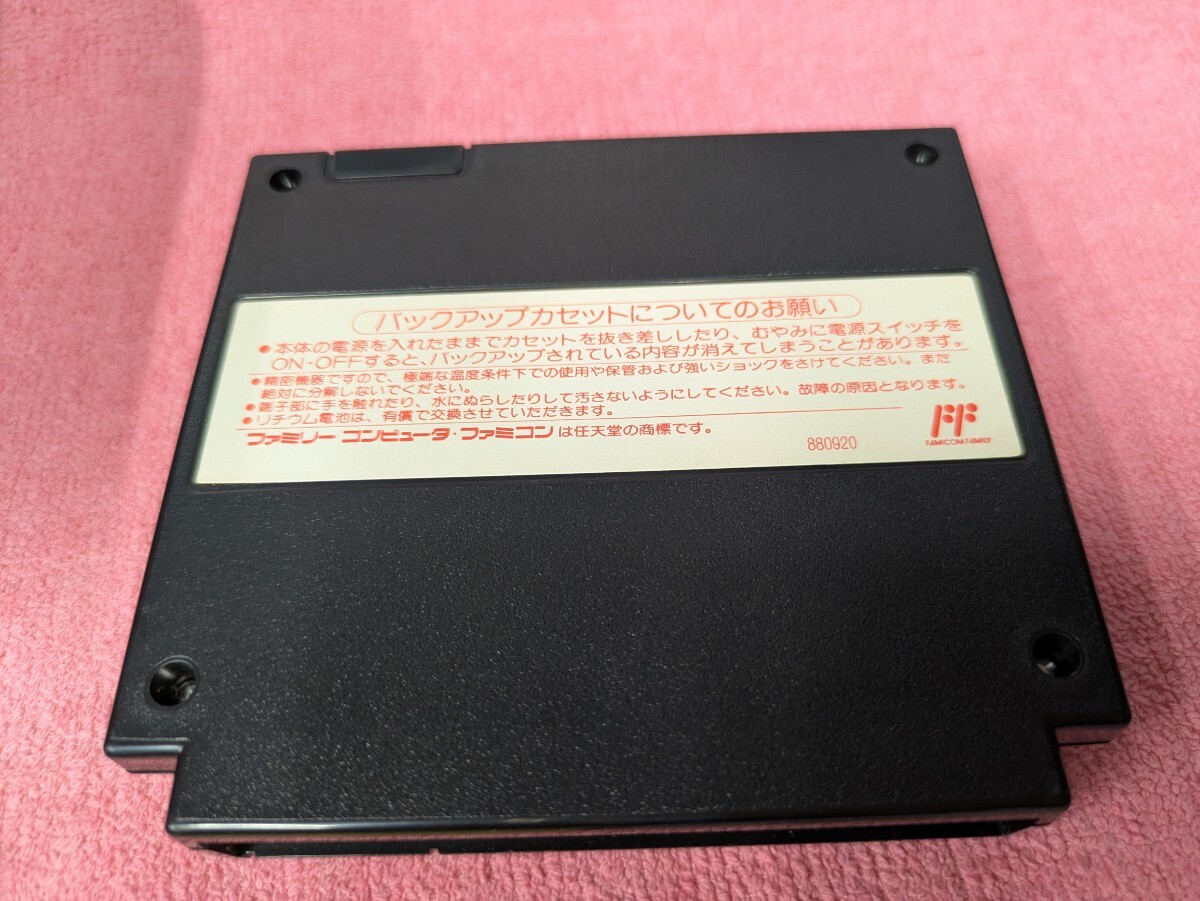 バックアップカセットについてのお願い
●本体の電源を入れたままでカセットを抜き差ししたり、むやみに電源スイッチを
ON・OFFすると、バックアップされている内容が消えてしまうことがあります。
●精密機器ですので、極端な温度条件下での使用や保管および強いショックをさけてください。また
絶対に分解しないでください。
●端子部に手を触れたり、水にぬらしたりして汚さないようにしてください。故障の原因となります。
●リチウム電池は、有償で交換させていただきます。
ファミリー コンピュータ・ファミコン は任天堂の商標です。
880920
FF
FAMICOM FAMILY